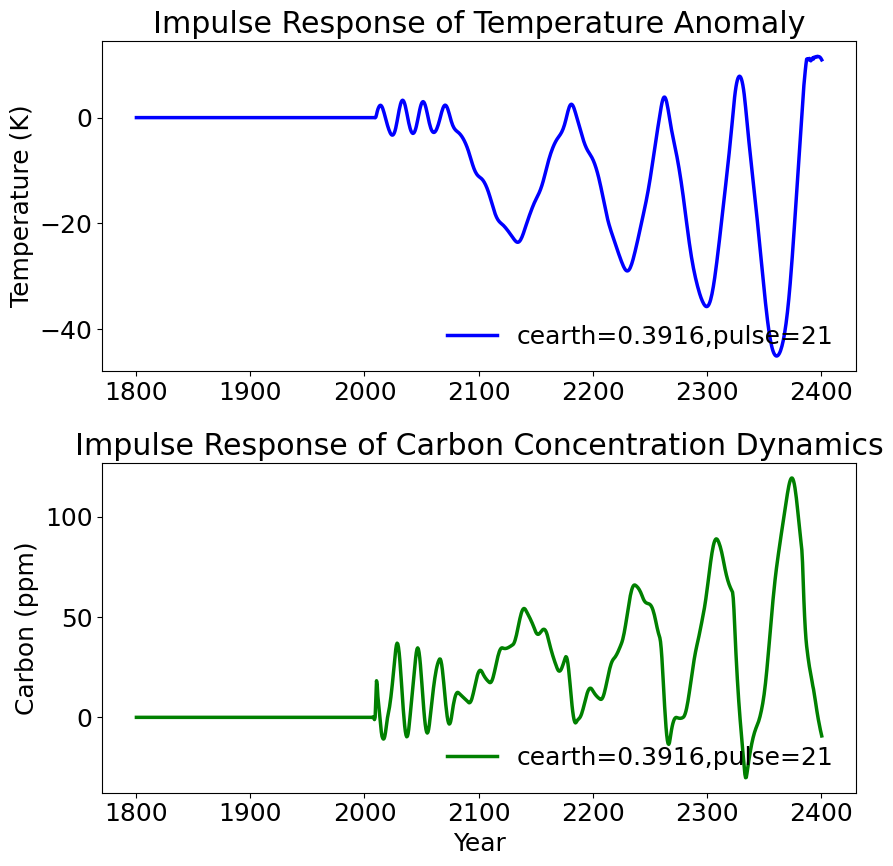 Impulse Response of Temperature Anomaly
0
−20
−40
Temperature (K)
cearth=0.3916,pulse=21
1800 1900 2000 2100 2200 2300 2400
Impulse Response of Carbon Concentration Dynamics
100
50
0
Carbon (ppm)
cearth=0.3916,pulse=21
1800 1900 2000 2100 2200 2300 2400
Year